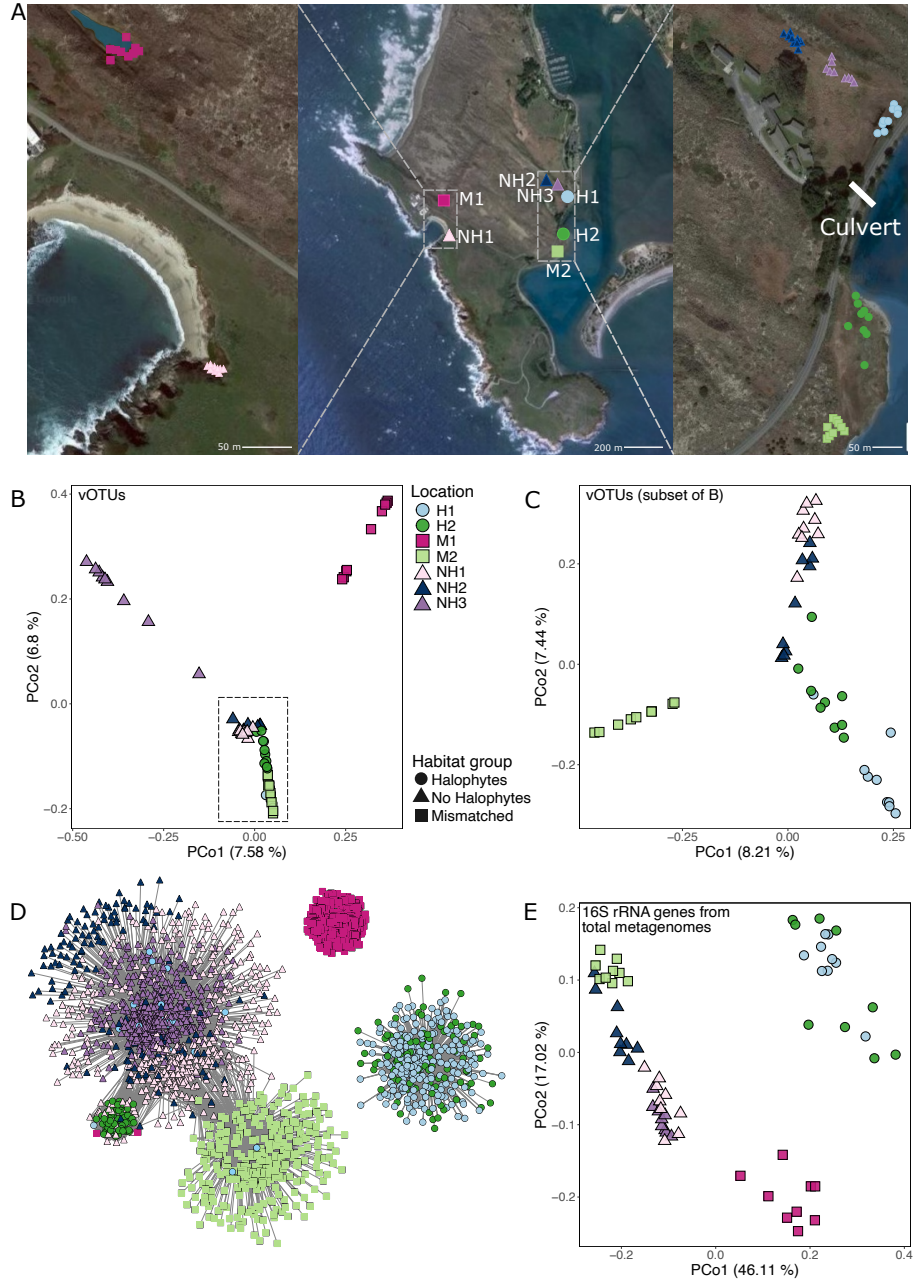 A
M1
NH1
NH2
NH3
H1
H2
M2
Culvert
50 m
200 m
50 m
B
vOTUs
0.4
0.2
0.0
−0.2
PCo2 (6.8 %)
−0.50
−0.25
0.00
0.25
PCo1 (7.58 %)
Location
H1
H2
M1
M2
NH1
NH2
NH3
Habitat group
Halophytes
No Halophytes
Mismatched
C
vOTUs (subset of B)
0.2
0.0
−0.2
PCo2 (7.44 %)
−0.25
0.00
0.25
PCo1 (8.21 %)
D
E
16S rRNA genes from
total metagenomes
0.2
0.1
0.0
−0.1
−0.2
PCo2 (17.02 %)
−0.2
0.0
0.2
0.4
PCo1 (46.11 %)